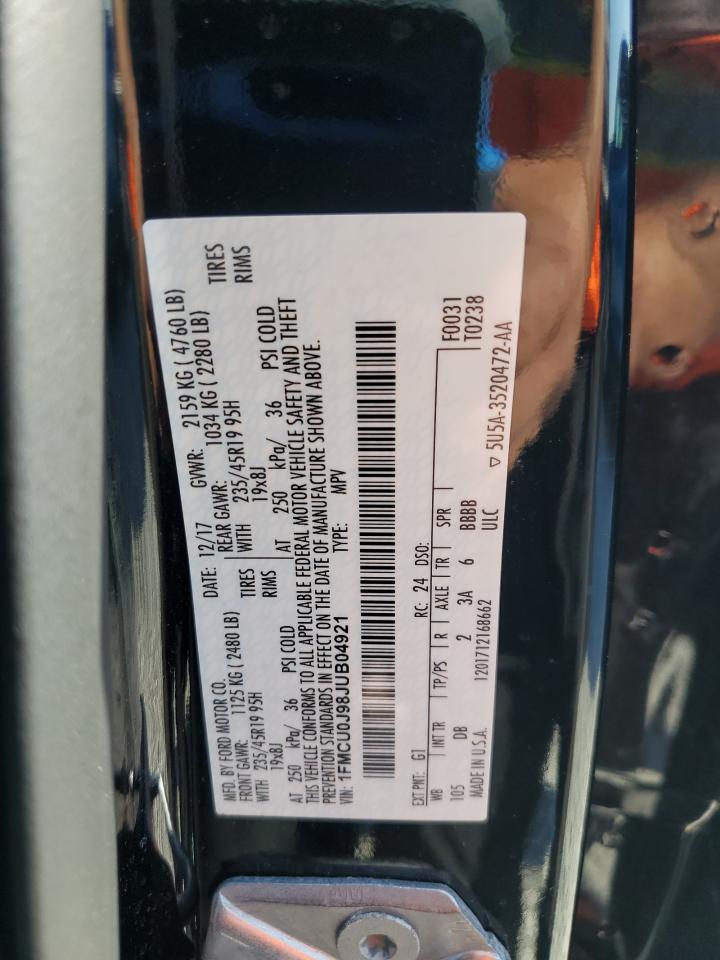 MFD. BY FORD MOTOR CO.
DATE: 12/17 GVWR: 2159 KG ( 4760 LB)
FRONT GAWR: 1125 KG ( 2480 LB) REAR GAWR: 1034 KG ( 2280 LB)
WITH 235/45R19 95H TIRES WITH 235/45R19 95H TIRES
19x8J RIMS 19x8J RIMS
AT 250 kPa/ 36 PSI COLD AT 250 kPa/ 36 PSI COLD
THIS VEHICLE CONFORMS TO ALL APPLICABLE FEDERAL MOTOR VEHICLE SAFETY AND THEFT
PREVENTION STANDARDS IN EFFECT ON THE DATE OF MANUFACTURE SHOWN ABOVE.
VIN: 1FMCU0J98JUB04921 TYPE: MPV
F0031
T0238
EXT PNT: G1 RC: 24 DSO:
WB INT TR TP/PS R AXLE TR SPR
105 DB 2 3A 6 BBBB
MADE IN U.S.A. 1201712168662 ULC ▽ 5U5A-3520472-AA